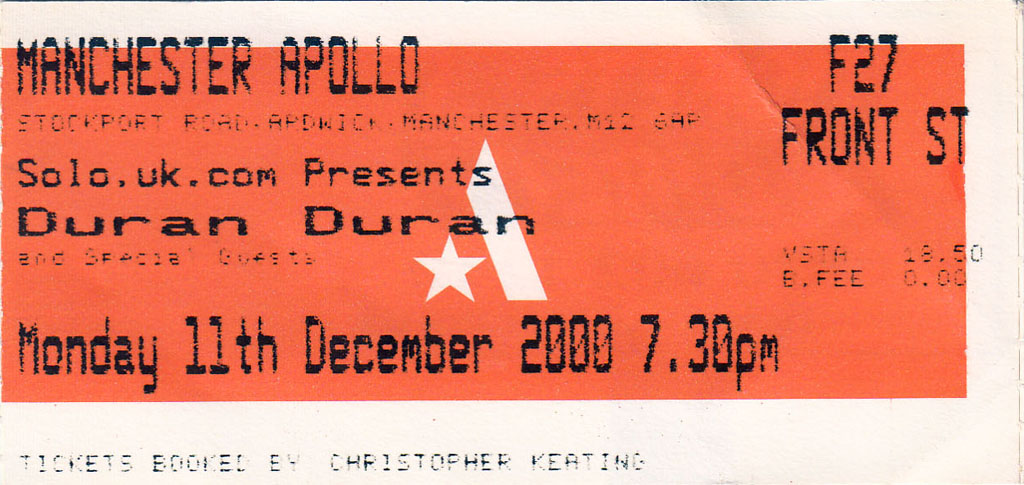 MANCHESTER APOLLO
STOCKPORT ROAD.ARDWICK.MANCHESTER.M12 6AP
Solo.uk.com Presents
Duran Duran
and Special Guests
Monday 11th December 2000 7.30pm
F27
FRONT ST
VSTA 18.50
B.FEE 0.00
TICKETS BOOKED BY CHRISTOPHER KEATING